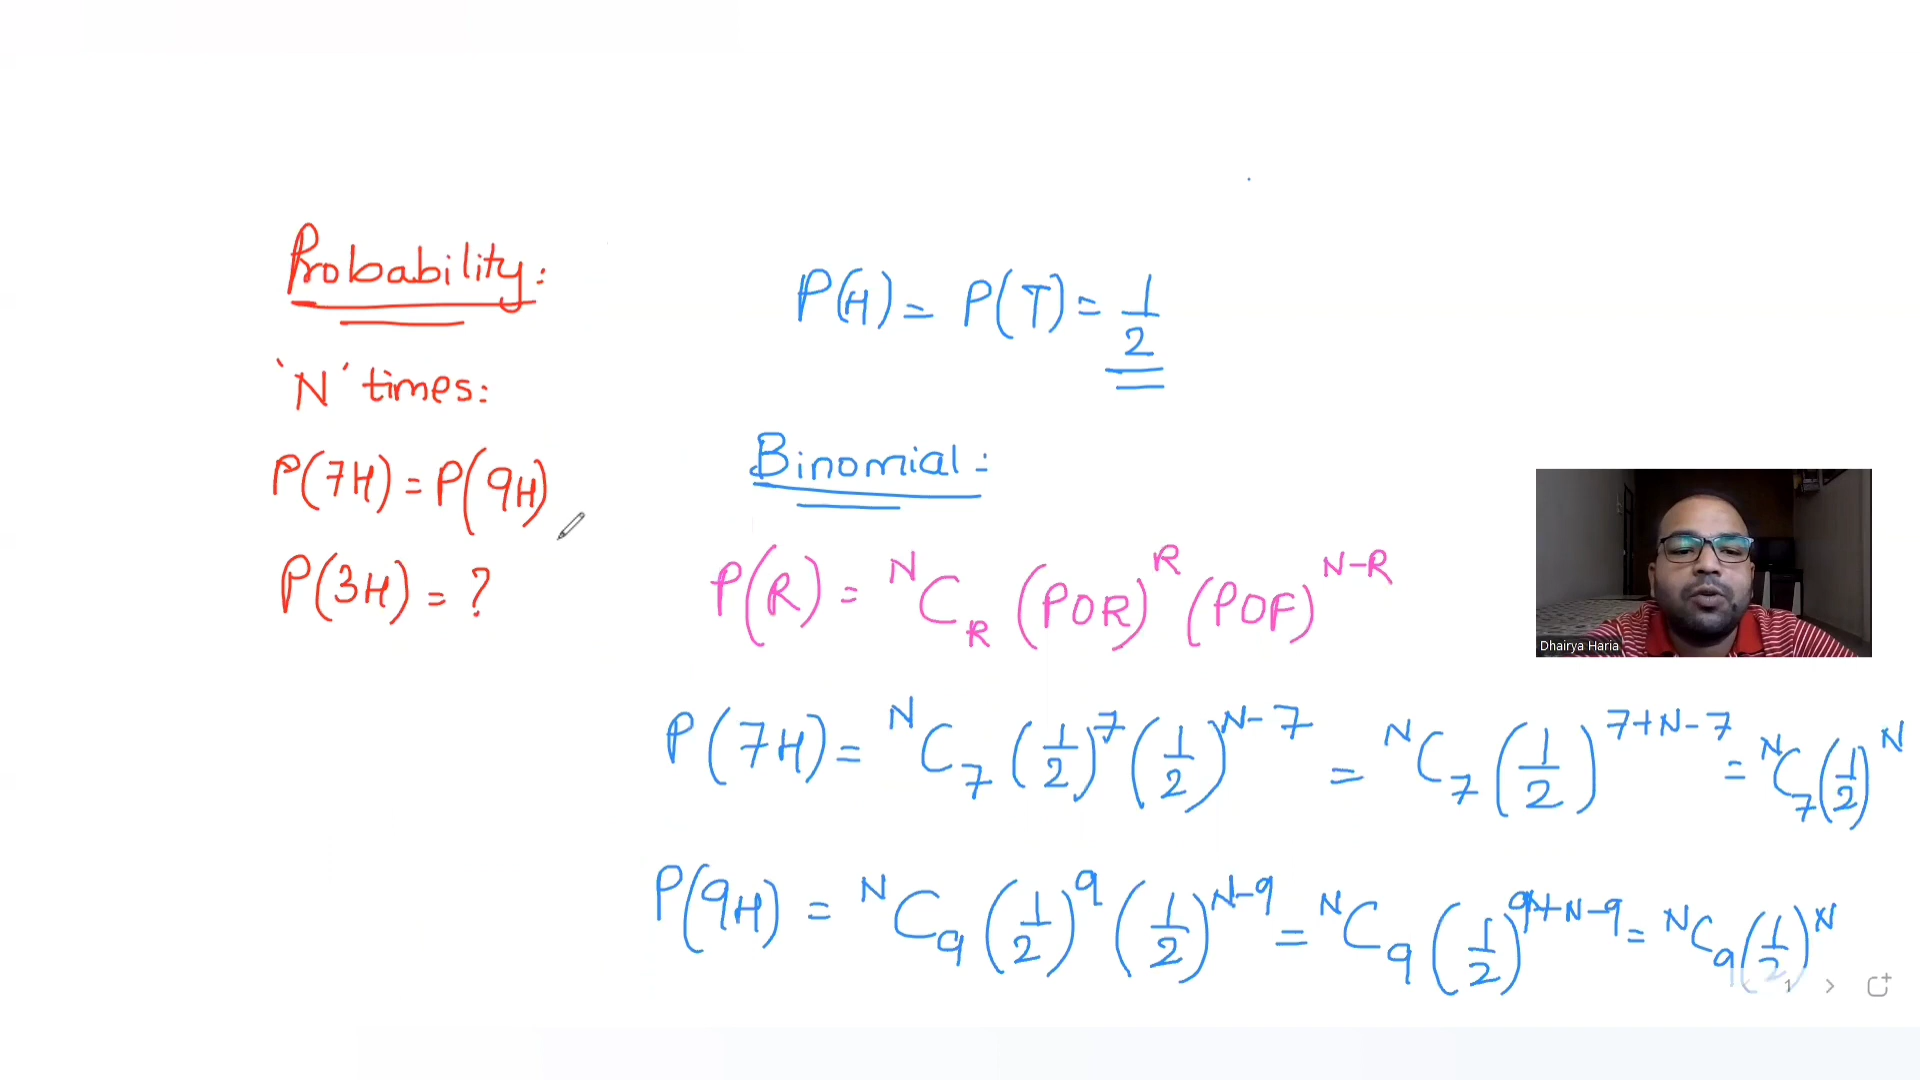 Probability:
'N' times:
P(7H) = P(9H)
P(3H) = ?
P(H) = P(T) = 1/2
Binomial:
P(R) = ᴺC_R (POR)^R (POF)^(N-R)
P(7H) = ᴺC₇ (1/2)^7 (1/2)^(N-7) = ᴺC₇ (1/2)^(7+N-7) = ᴺC₇ (1/2)^N
P(9H) = ᴺC₉ (1/2)^9 (1/2)^(N-9) = ᴺC₉ (1/2)^(9+N-9) = ᴺC₉ (1/2)^N
Dhairya Haria
1